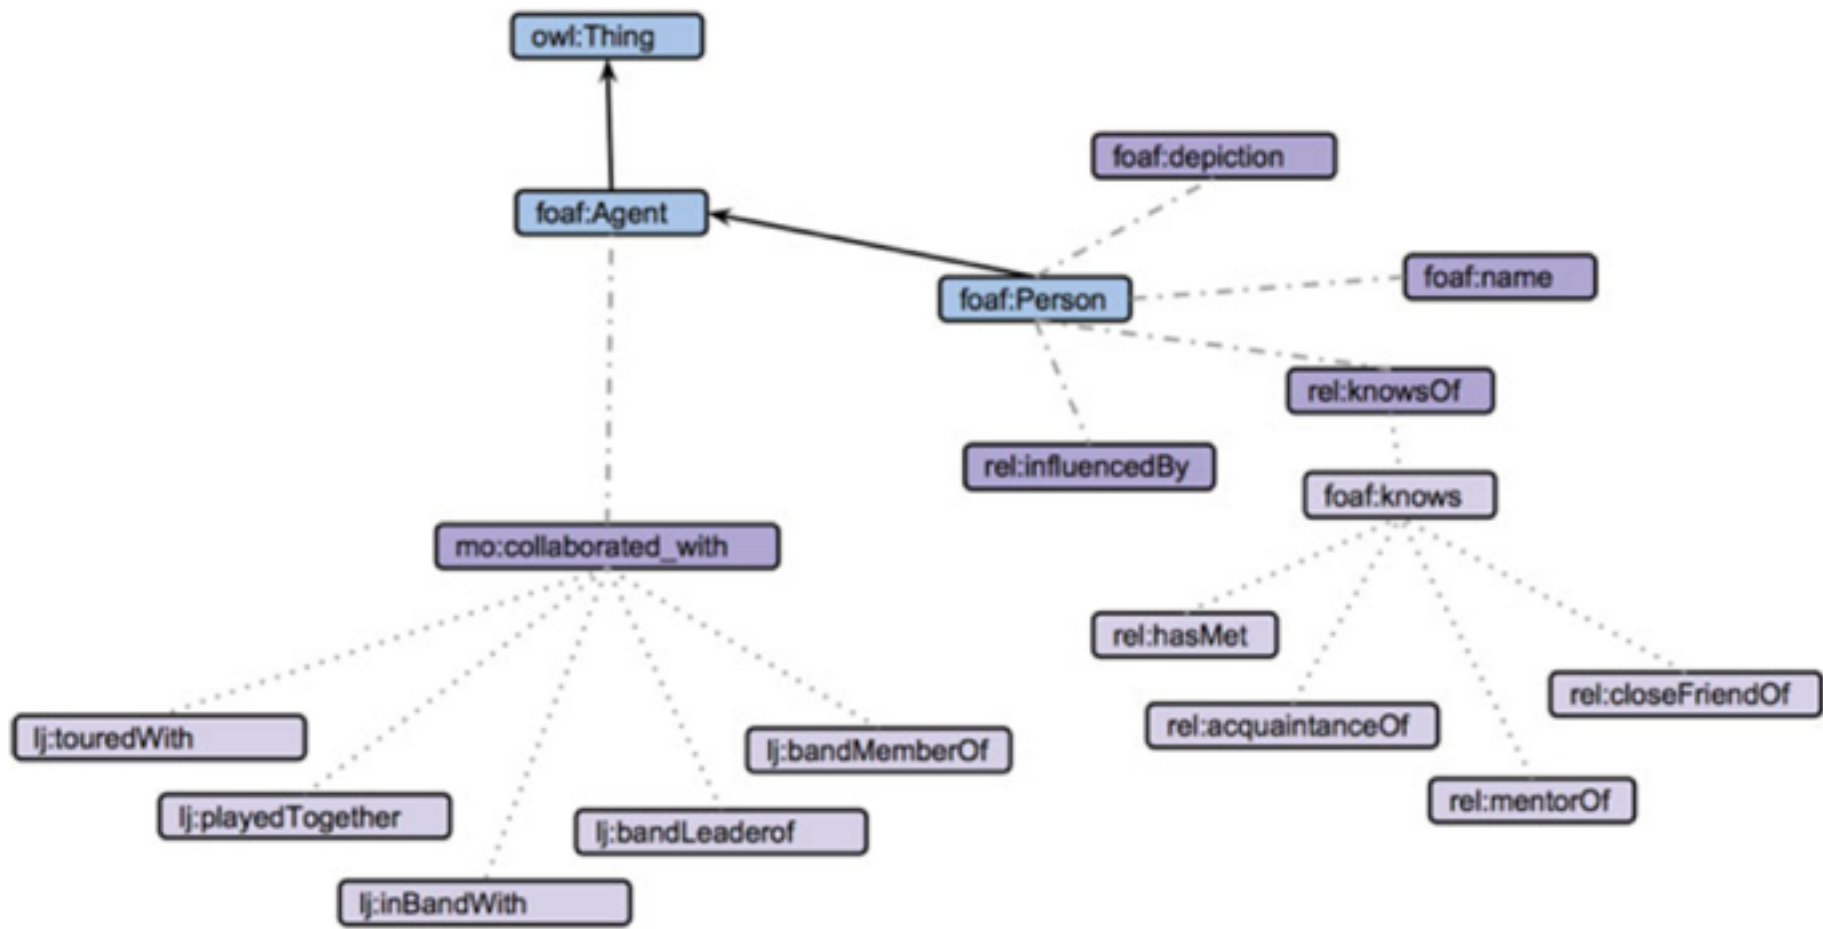 owl:Thing
foaf:depiction
foaf:Agent
foaf:name
foaf:Person
rel:knowsOf
rel:influencedBy
foaf:knows
mo:collaborated_with
rel:hasMet
rel:closeFriendOf
rel:acquaintanceOf
lj:touredWith
lj:bandMemberOf
rel:mentorOf
lj:playedTogether
lj:bandLeaderof
lj:inBandWith